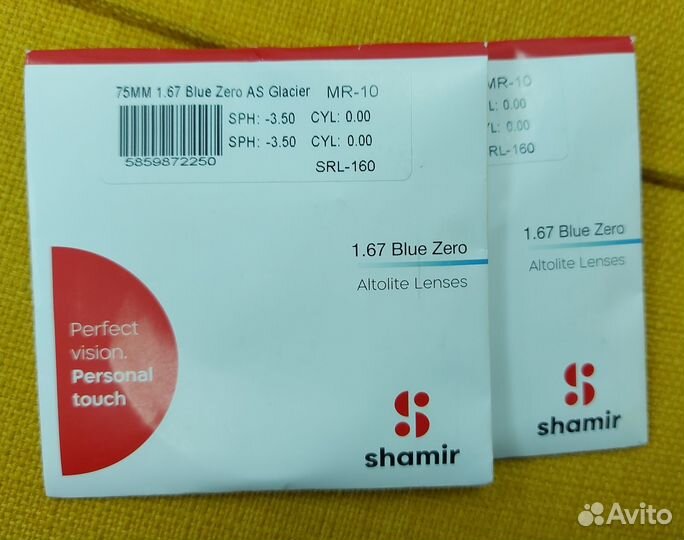 75MM 1.67 Blue Zero AS Glacier MR-10
SPH: -3.50 CYL: 0.00
SPH: -3.50 CYL: 0.00
5859872250
SRL-160
1.67 Blue Zero
Altolite Lenses
Perfect
vision.
Personal
touch
shamir
MR-10
L: 0.00
L: 0.00
SRL-160
1.67 Blue Zero
Altolite Lenses
shamir
Avito